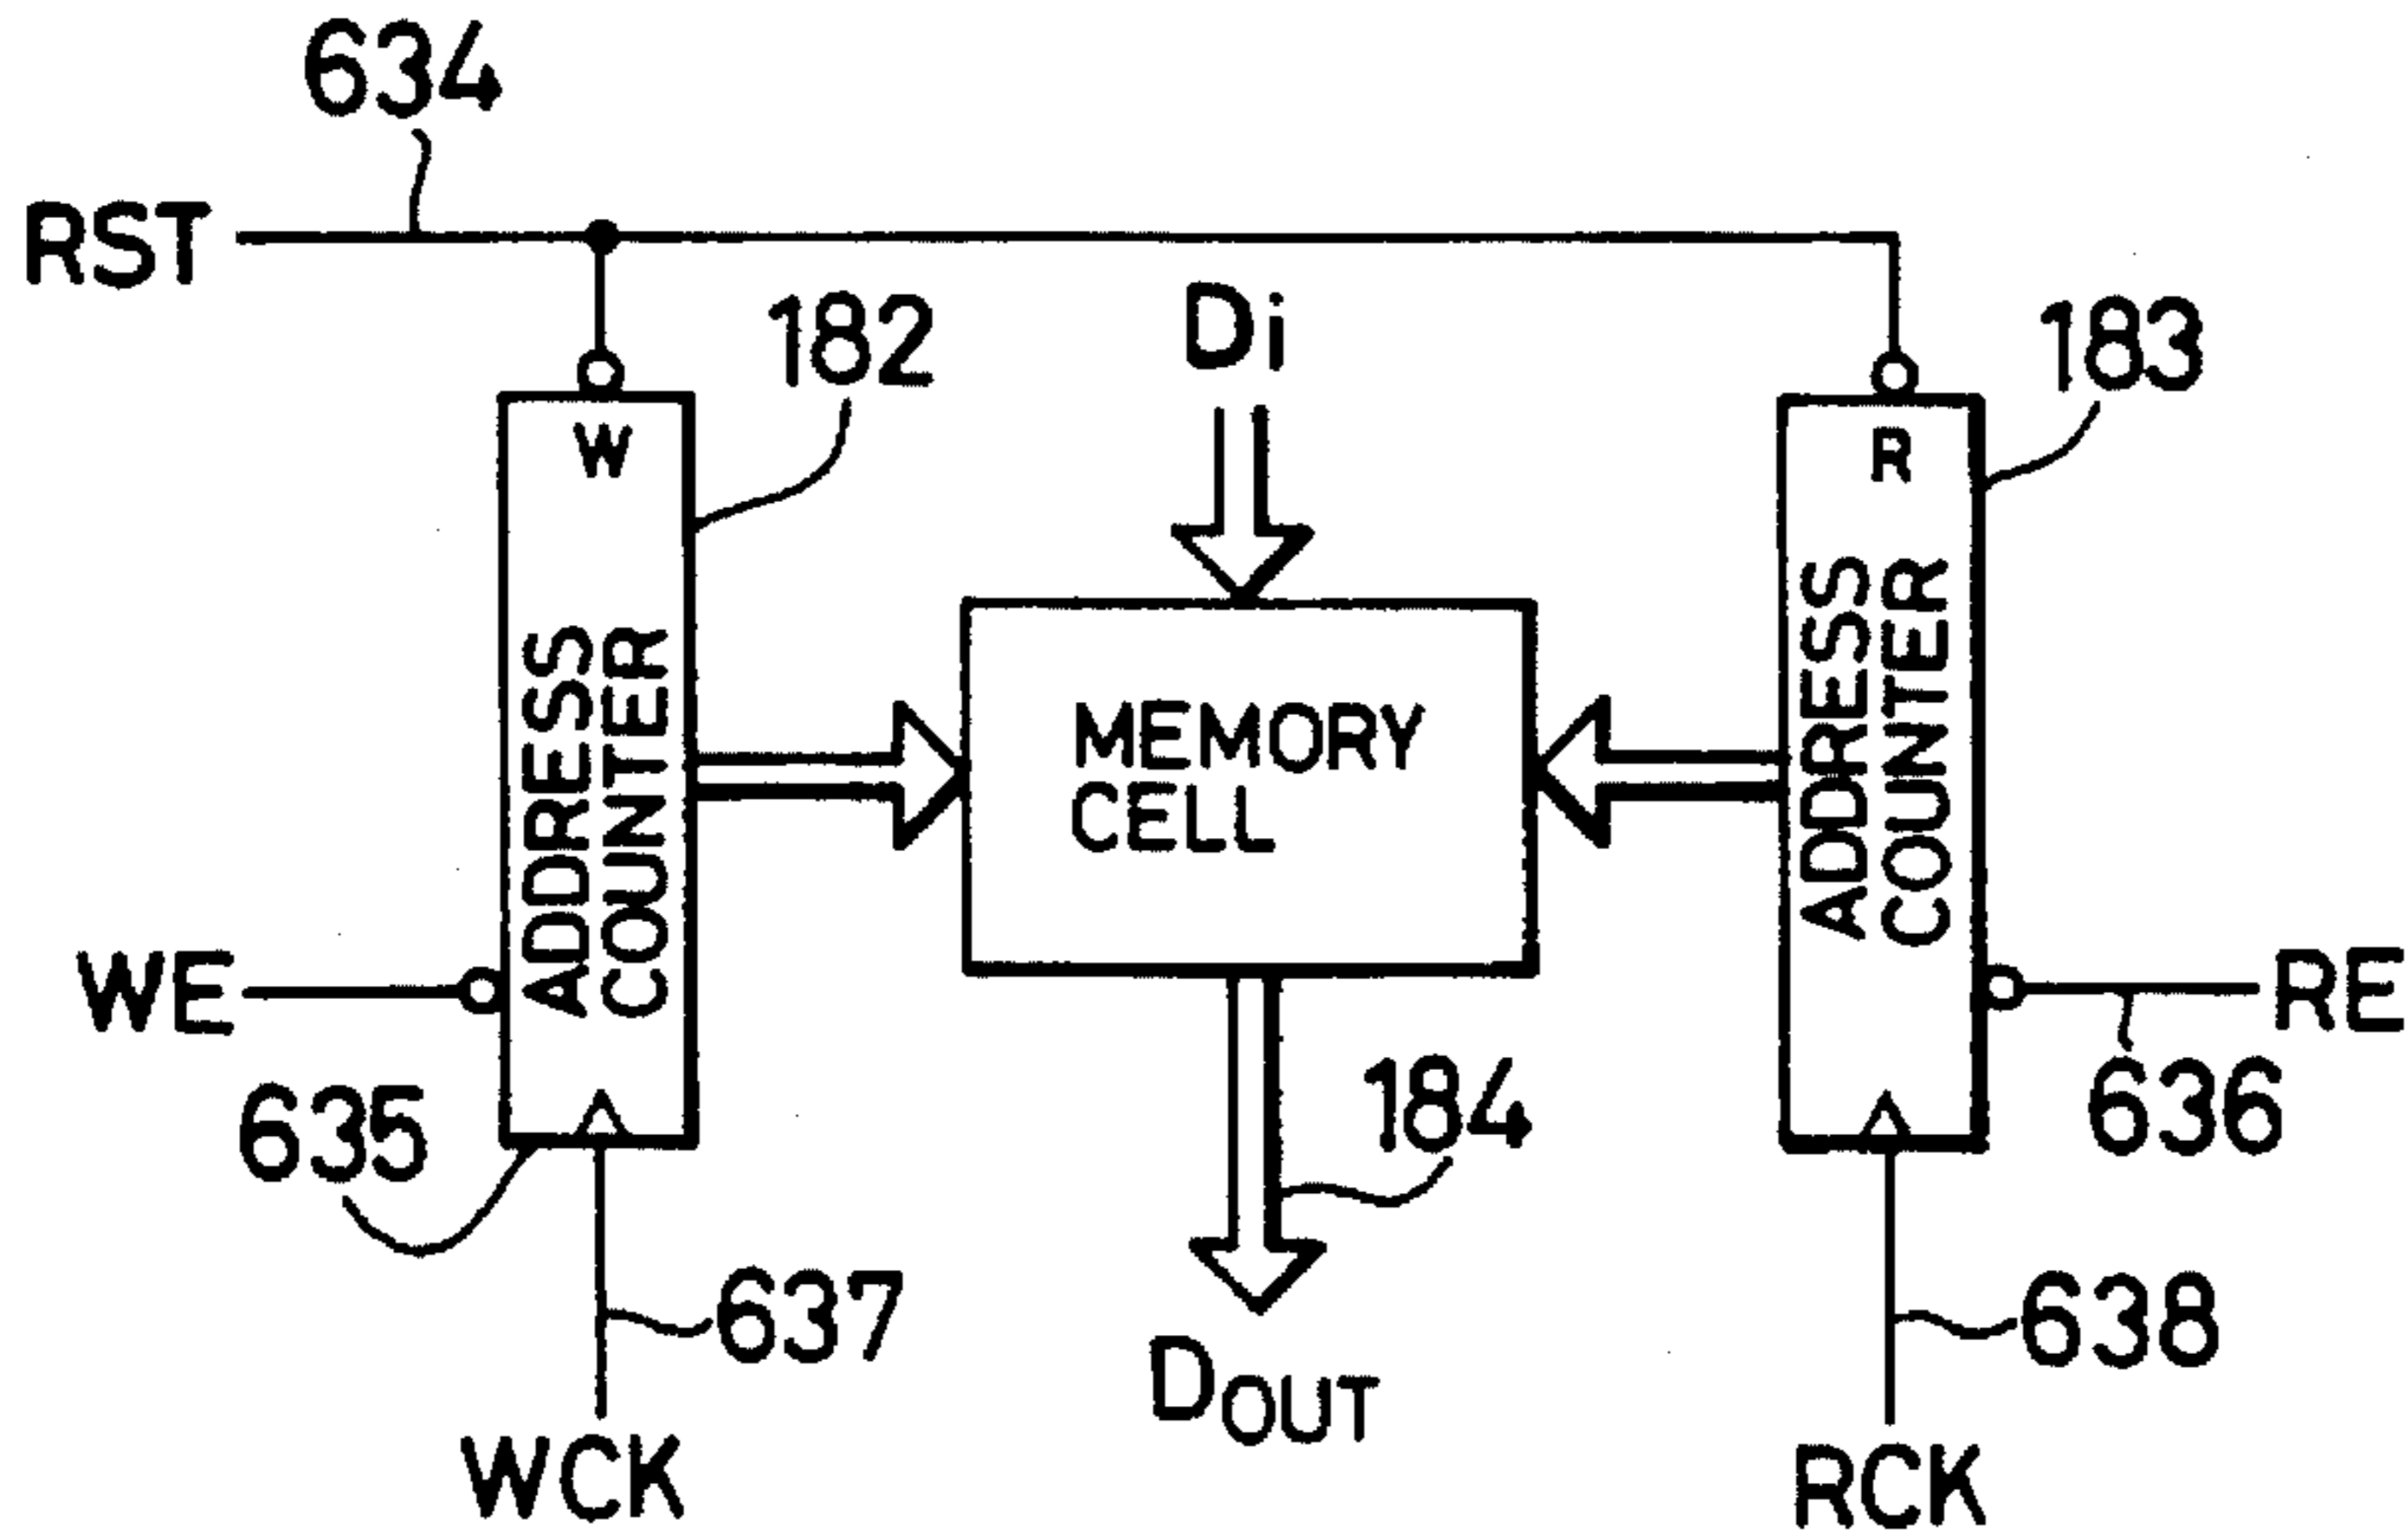 634
RST
Di
182
183
W
R
ADDRESS
COUNTER
MEMORY
CELL
ADDRESS
COUNTER
WE
RE
635
184
636
637
638
DOUT
WCK
RCK